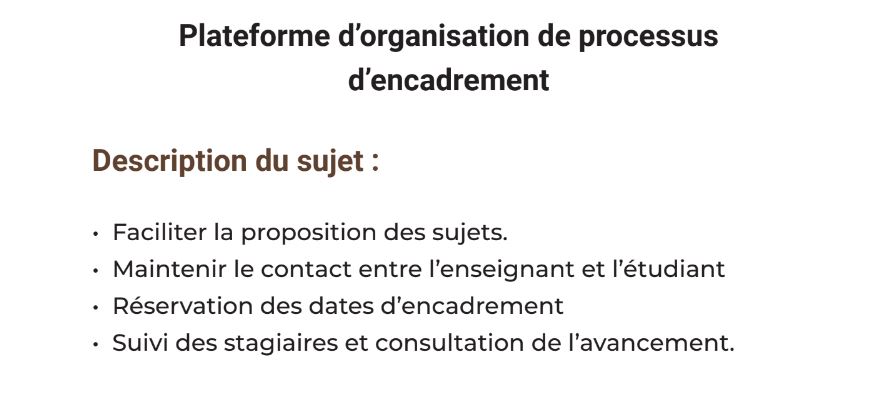 Plateforme d’organisation de processus
d’encadrement
Description du sujet :
• Faciliter la proposition des sujets.
• Maintenir le contact entre l’enseignant et l’étudiant
• Réservation des dates d’encadrement
• Suivi des stagiaires et consultation de l’avancement.